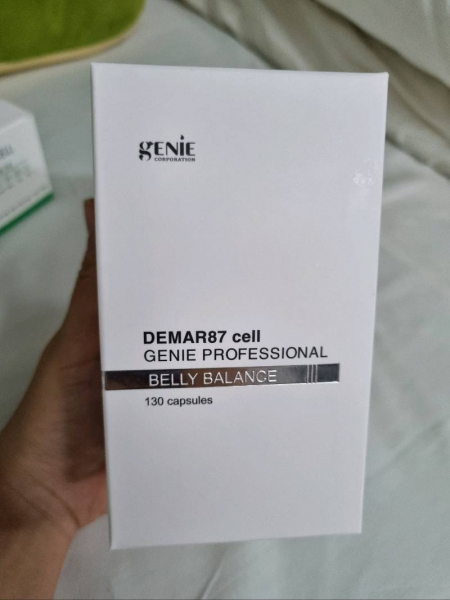 genie
CORPORATION
DEMAR87 cell
GENIE PROFESSIONAL
BELLY BALANCE
130 capsules